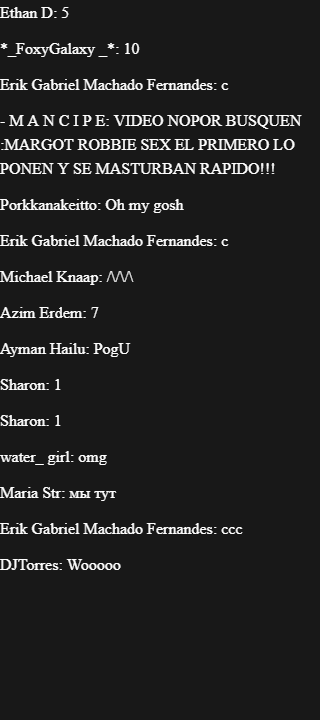 Ethan D: 5
*_FoxyGalaxy _*: 10
Erik Gabriel Machado Fernandes: c
- M A N C I P E: VIDEO NOPOR BUSQUEN
:MARGOT ROBBIE SEX EL PRIMERO LO
PONEN Y SE MASTURBAN RAPIDO!!!
Porkkanakeitto: Oh my gosh
Erik Gabriel Machado Fernandes: c
Michael Knaap: /\/\/\
Azim Erdem: 7
Ayman Hailu: PogU
Sharon: 1
Sharon: 1
water_ girl: omg
Maria Str: мы тут
Erik Gabriel Machado Fernandes: ccc
DJTorres: Wooooo